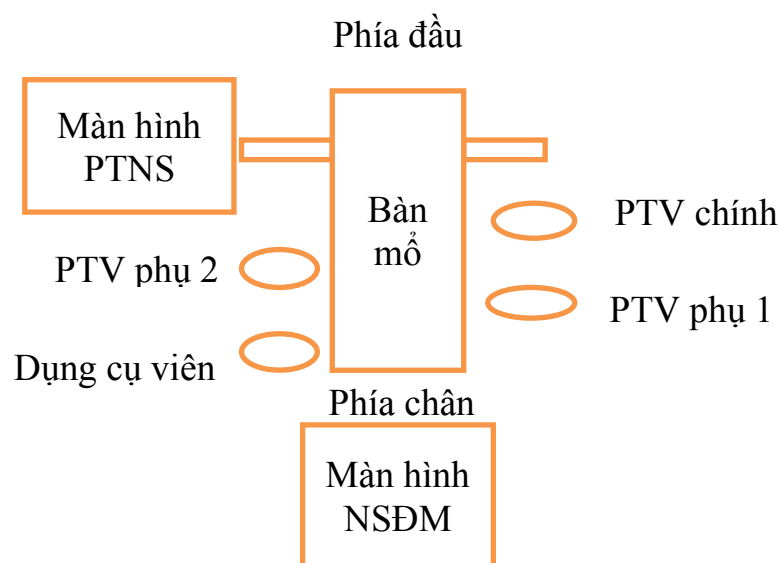 Phía đầu
Màn hình
PTNS
Bàn
mổ
PTV chính
PTV phụ 2
PTV phụ 1
Dụng cụ viên
Phía chân
Màn hình
NSĐM